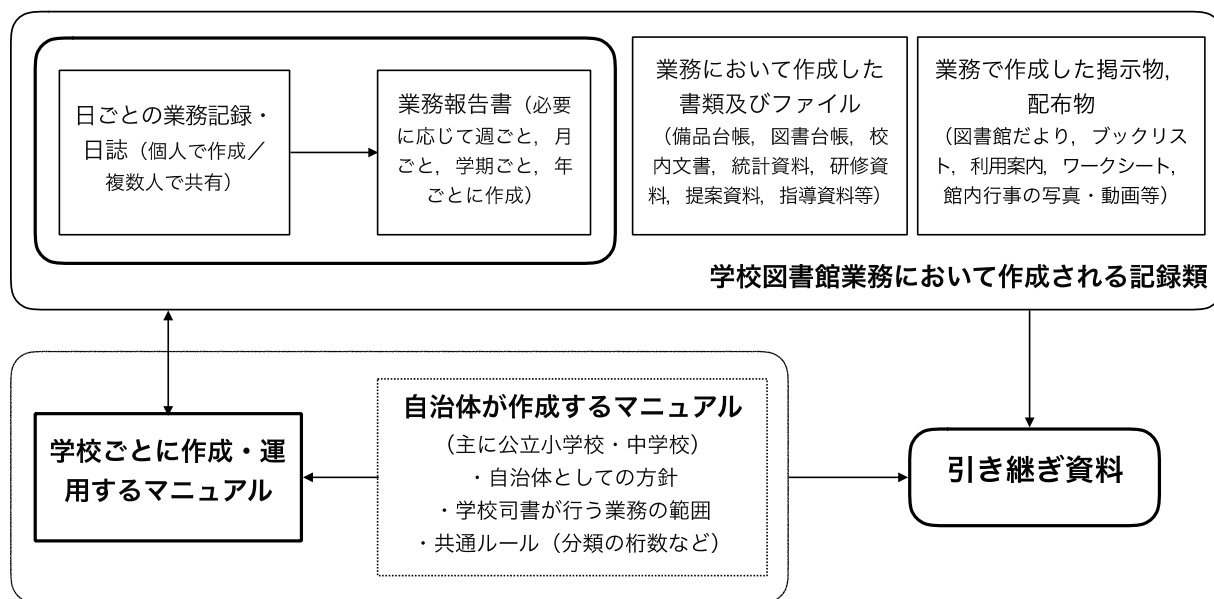 日ごとの業務記録・
日誌（個人で作成／
複数人で共有）
業務報告書（必要
に応じて週ごと，月
ごと，学期ごと，年
ごとに作成）
業務において作成した
書類及びファイル
（備品台帳，図書台帳，校
内文書，統計資料，研修資
料，提案資料，指導資料等）
業務で作成した掲示物，
配布物
（図書館だより，ブックリス
ト，利用案内，ワークシート，
館内行事の写真・動画等）
学校図書館業務において作成される記録類
学校ごとに作成・運
用するマニュアル
自治体が作成するマニュアル
（主に公立小学校・中学校）
・自治体としての方針
・学校司書が行う業務の範囲
・共通ルール（分類の桁数など）
引き継ぎ資料